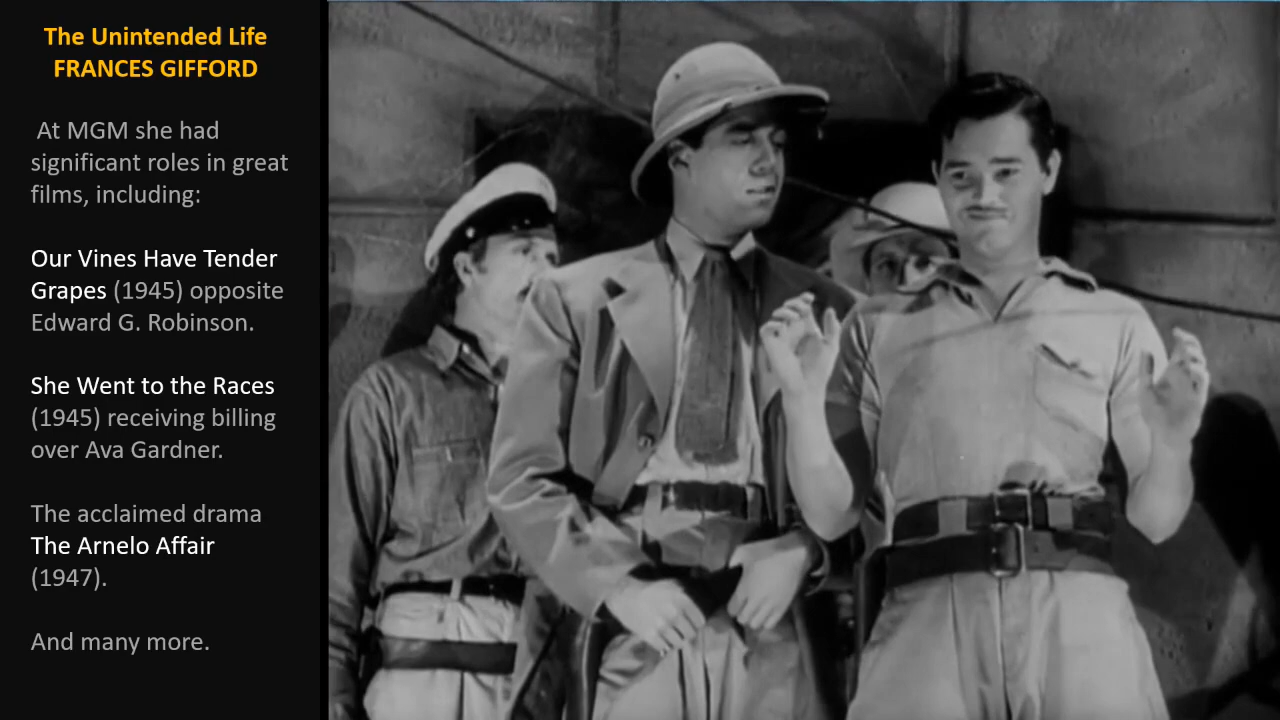 The Unintended Life
FRANCES GIFFORD
At MGM she had
significant roles in great
films, including:
Our Vines Have Tender
Grapes (1945) opposite
Edward G. Robinson.
She Went to the Races
(1945) receiving billing
over Ava Gardner.
The acclaimed drama
The Arnelo Affair
(1947).
And many more.